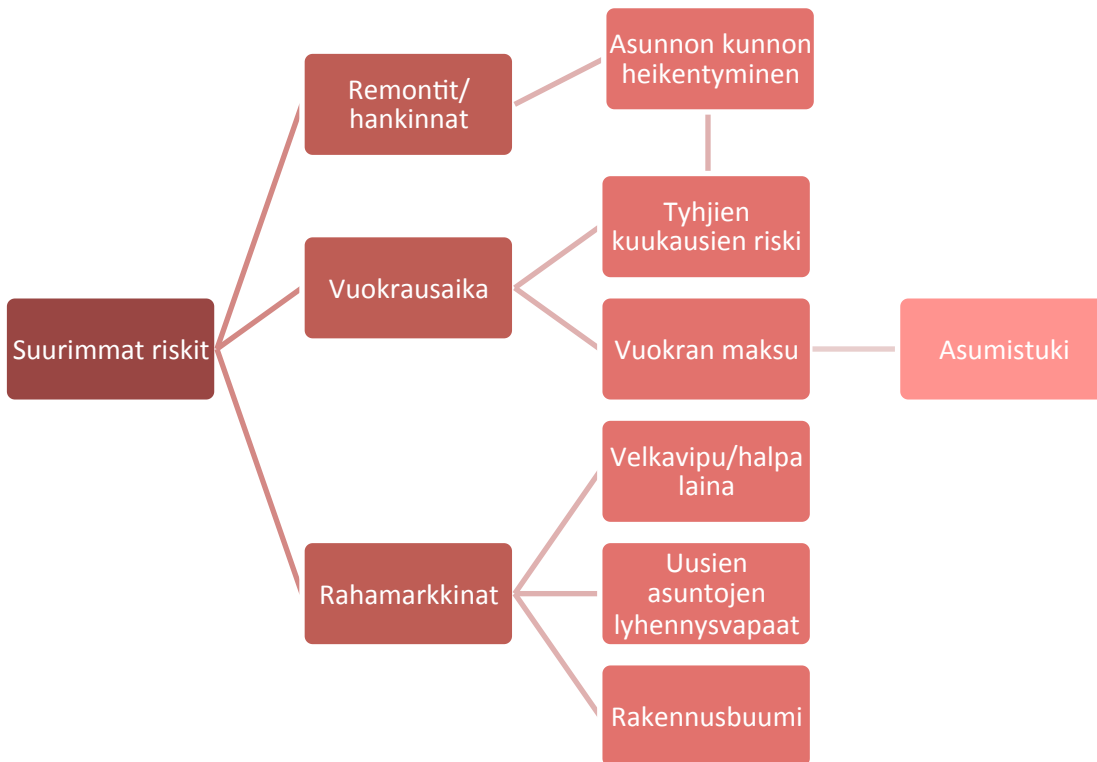 Suurimmat riskit
Remontit/
hankinnat
Asunnon kunnon
heikentyminen
Vuokrausaika
Tyhjien
kuukausien riski
Vuokran maksu
Asumistuki
Rahamarkkinat
Velkavipu/halpa
laina
Uusien
asuntojen
lyhennysvapaat
Rakennusbuumi